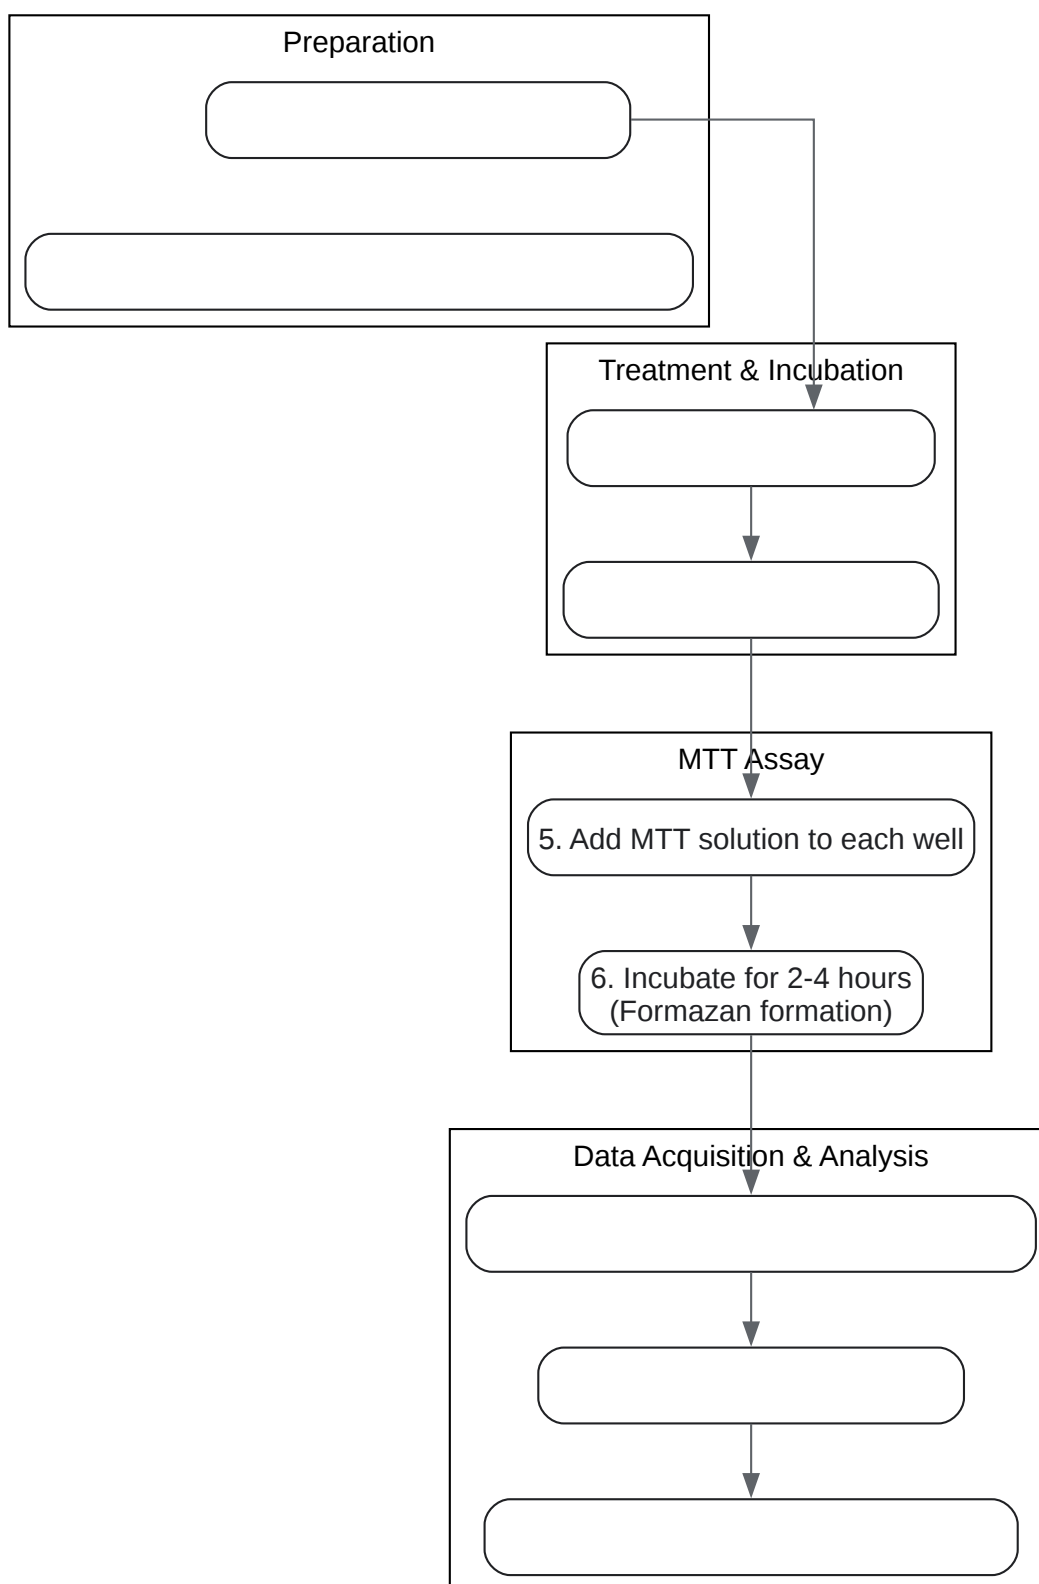 Preparation
Treatment & Incubation
MTT Assay
5. Add MTT solution to each well
6. Incubate for 2-4 hours
(Formazan formation)
Data Acquisition & Analysis